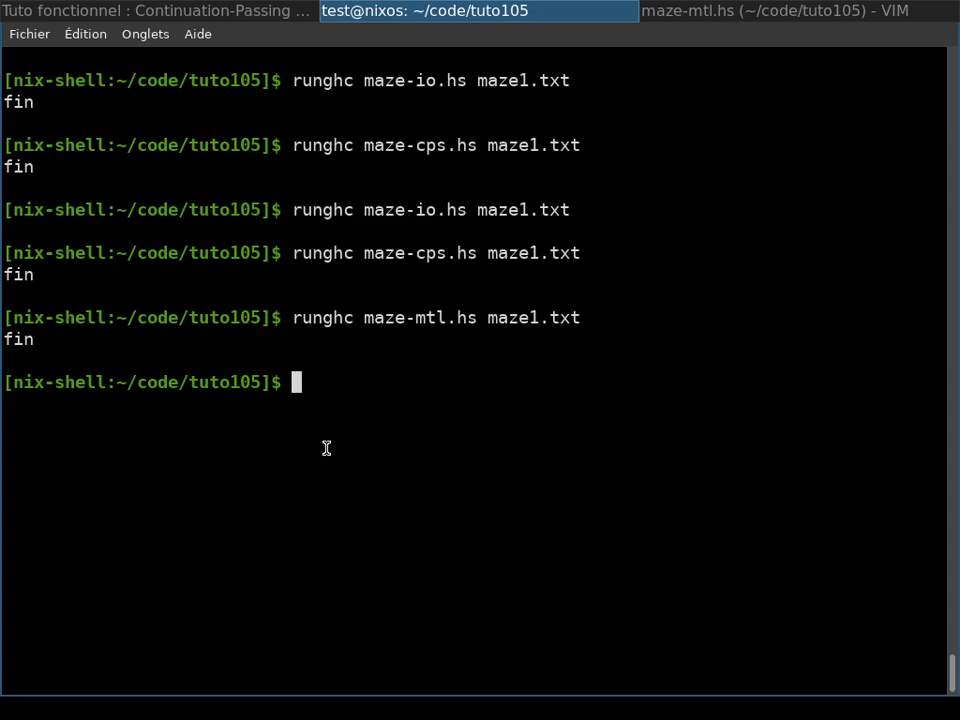 Tuto fonctionnel : Continuation-Passing ...
test@nixos: ~/code/tuto105
maze-mtl.hs (~/code/tuto105) - VIM
Fichier Édition Onglets Aide
[nix-shell:~/code/tuto105]$ runghc maze-io.hs maze1.txt
fin
[nix-shell:~/code/tuto105]$ runghc maze-cps.hs maze1.txt
fin
[nix-shell:~/code/tuto105]$ runghc maze-io.hs maze1.txt
[nix-shell:~/code/tuto105]$ runghc maze-cps.hs maze1.txt
fin
[nix-shell:~/code/tuto105]$ runghc maze-mtl.hs maze1.txt
fin
[nix-shell:~/code/tuto105]$